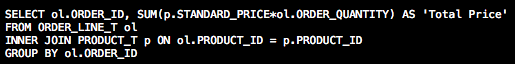 SELECT ol.ORDER_ID, SUM(p.STANDARD_PRICE*ol.ORDER_QUANTITY) AS 'Total Price'
FROM ORDER_LINE_T ol
INNER JOIN PRODUCT_T p ON ol.PRODUCT_ID = p.PRODUCT_ID
GROUP BY ol.ORDER_ID